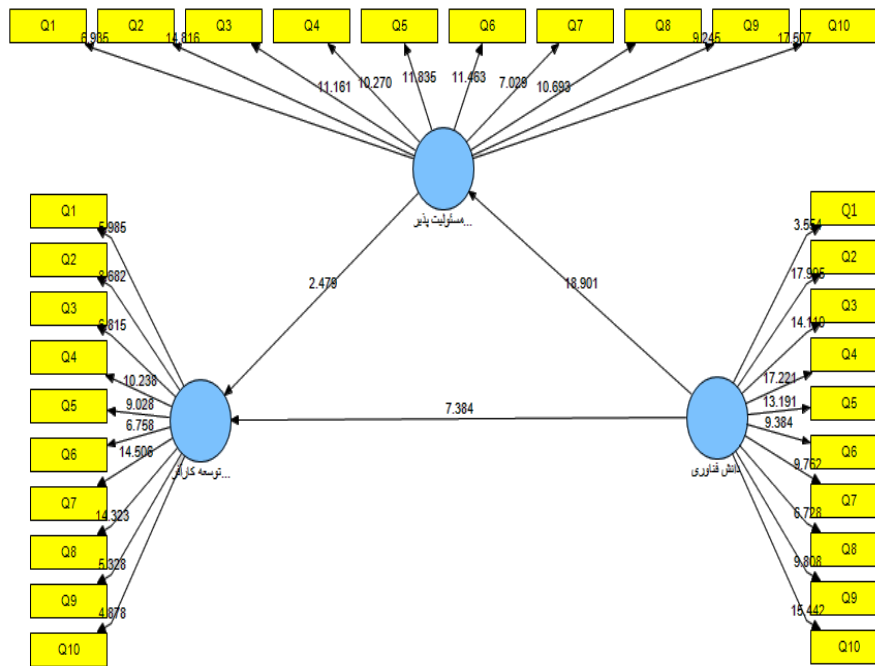 Q1 Q2 Q3 Q4 Q5 Q6 Q7 Q8 Q9 Q10
6.985 14.816 11.161 10.270 11.835 11.463 7.029 10.693 9.245 17.507
مسئولیت پذیر...
Q1
5.985
Q2
8.682
Q3
6.815
Q4
10.238
Q5
9.028
Q6
6.758
Q7
14.506
Q8
14.323
Q9
5.328
Q10
4.878
توسعه کارافر...
2.479
18.901
7.384
دانش فناوری
Q1
3.554
Q2
17.905
Q3
14.110
Q4
17.221
Q5
13.191
Q6
9.384
Q7
9.762
Q8
6.728
Q9
9.808
Q10
15.442